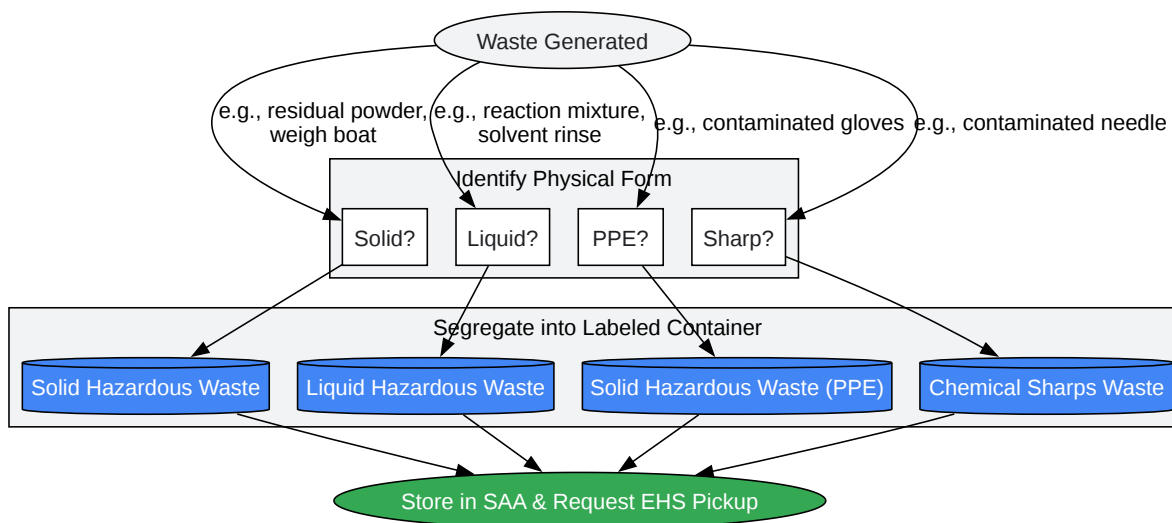 Waste Generated
e.g., residual powder,
weigh boat
e.g., reaction mixture,
solvent rinse
e.g., contaminated gloves
e.g., contaminated needle
Identify Physical Form
Solid?
Liquid?
PPE?
Sharp?
Segregate into Labeled Container
Solid Hazardous Waste
Liquid Hazardous Waste
Solid Hazardous Waste (PPE)
Chemical Sharps Waste
Store in SAA & Request EHS Pickup